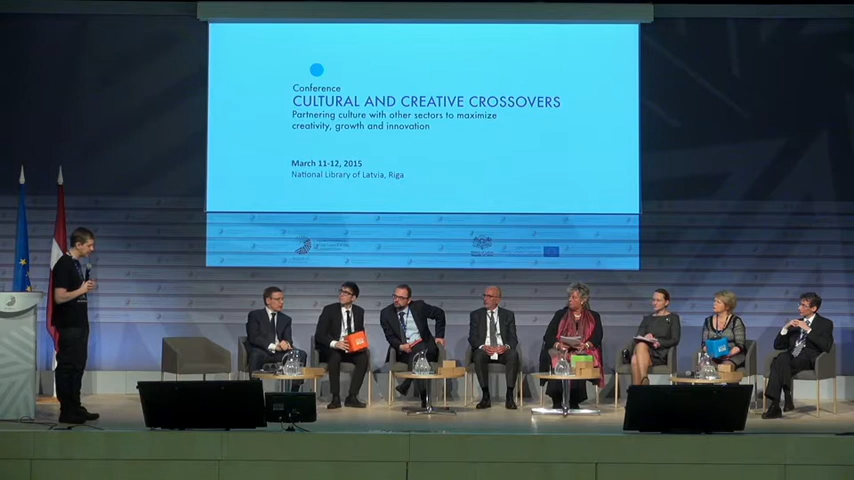 Conference
CULTURAL AND CREATIVE CROSSOVERS
Partnering culture with other sectors to maximize
creativity, growth and innovation
March 11-12, 2015
National Library of Latvia, Riga